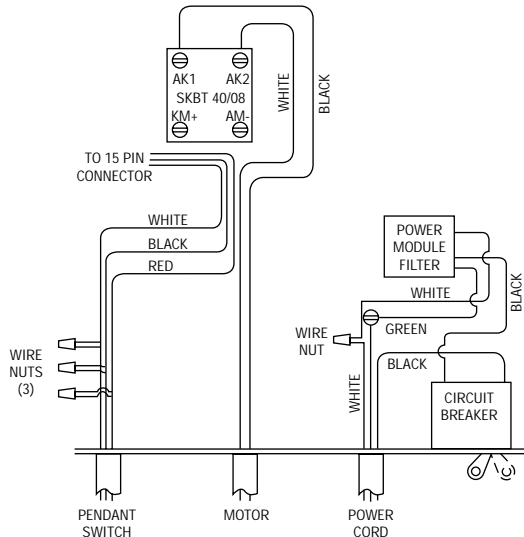 AK1 AK2
SKBT 40/08
KM+ AM-
WHITE
BLACK
TO 15 PIN
CONNECTOR
WHITE
BLACK
RED
WIRE
NUTS
(3)
POWER
MODULE
FILTER
WHITE
BLACK
GREEN
WIRE
NUT
BLACK
WHITE
CIRCUIT
BREAKER
PENDANT
SWITCH
MOTOR
POWER
CORD